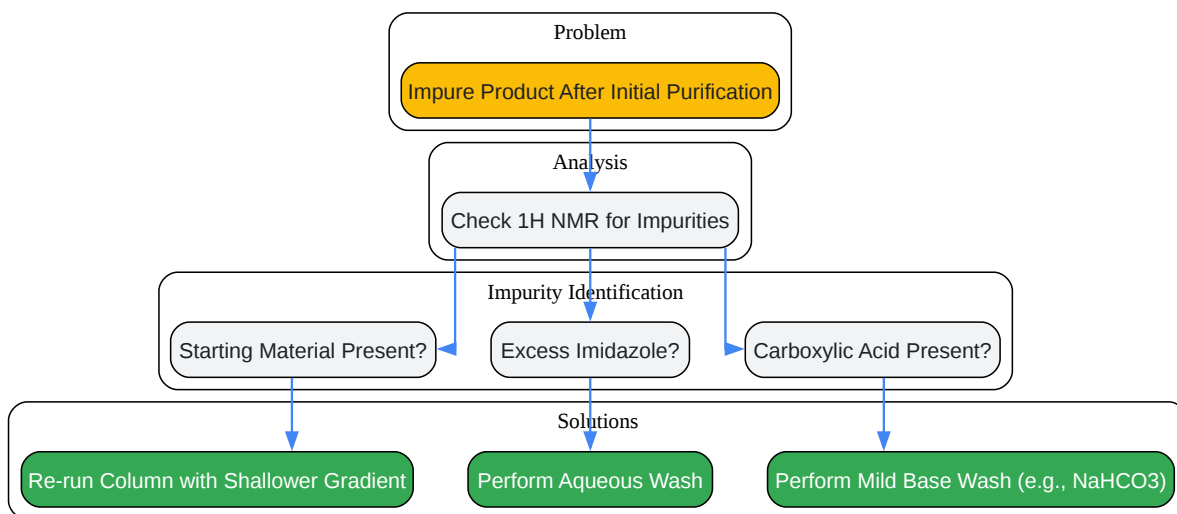 Problem
Impure Product After Initial Purification
Analysis
Check 1H NMR for Impurities
Impurity Identification
Starting Material Present?
Excess Imidazole?
Carboxylic Acid Present?
Solutions
Re-run Column with Shallower Gradient
Perform Aqueous Wash
Perform Mild Base Wash (e.g., NaHCO3)